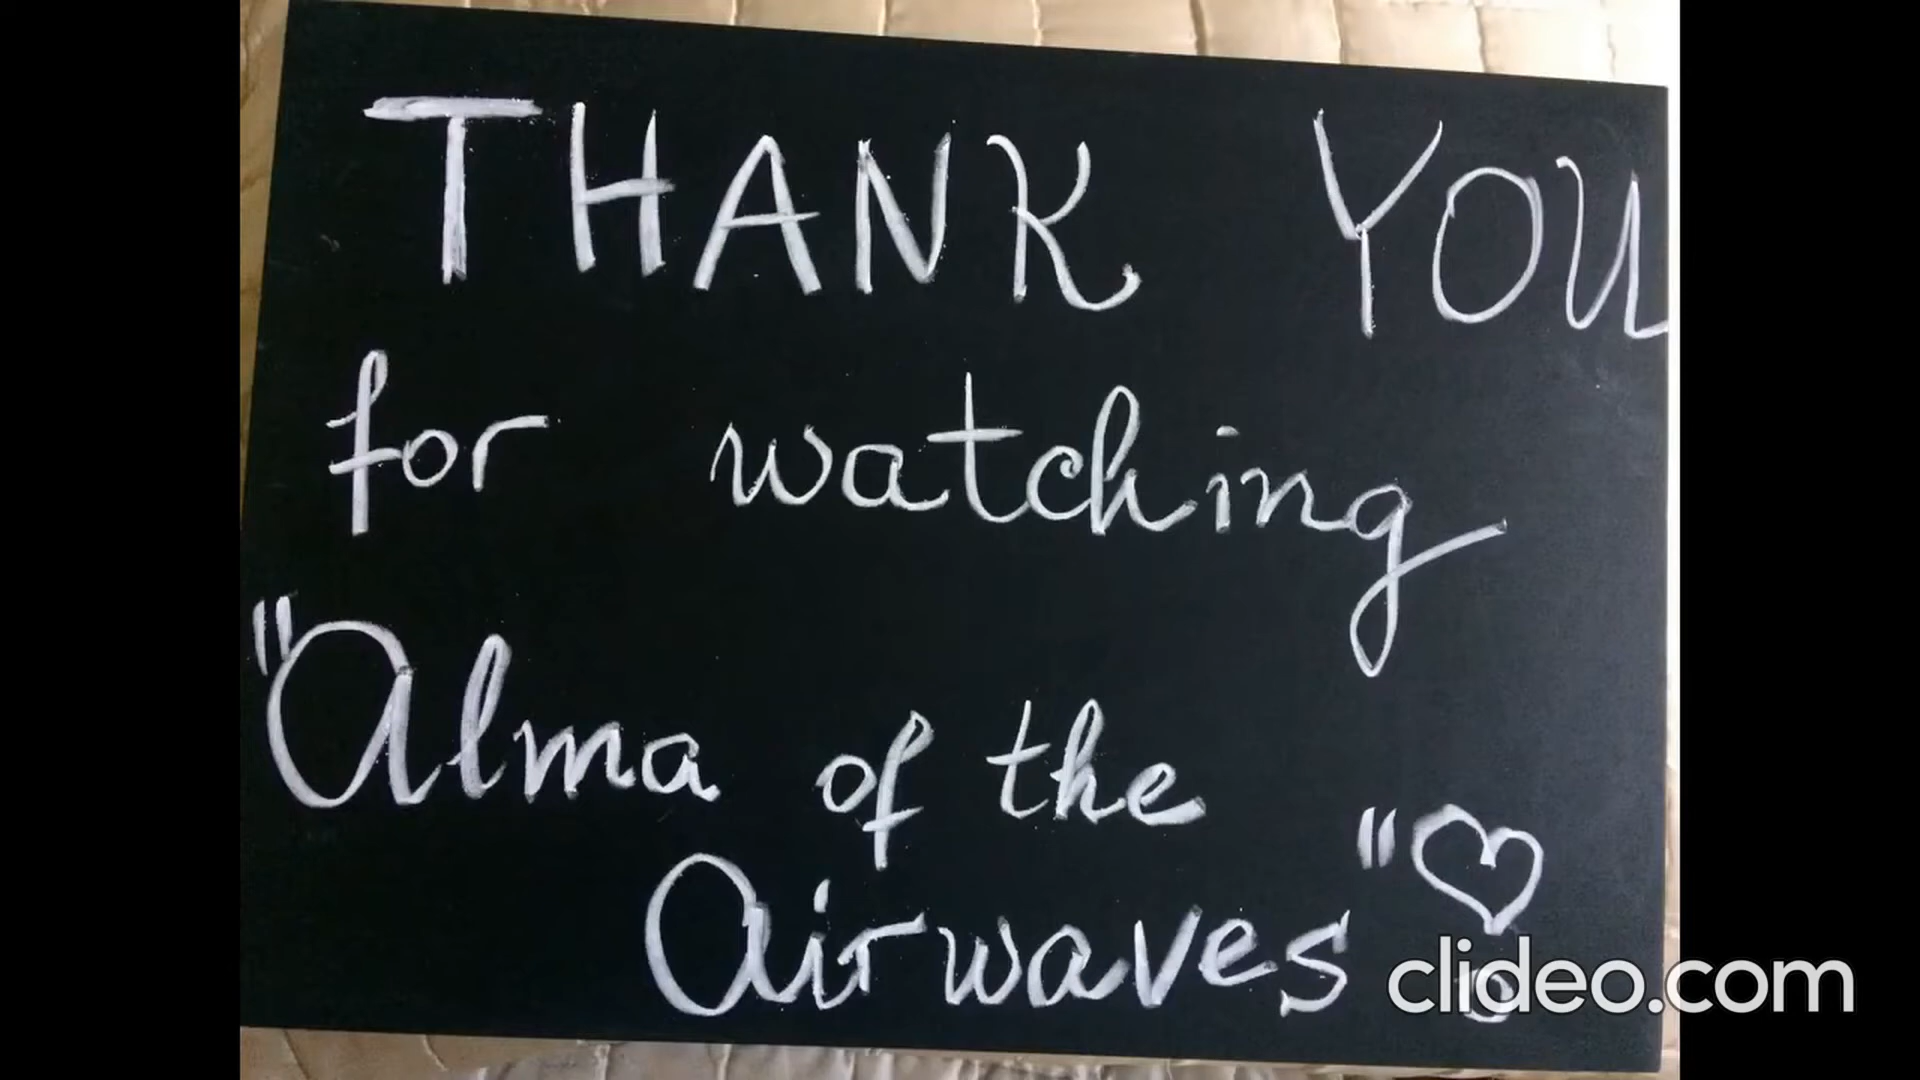 THANK YOU
for watching
"Alma of the
Airwaves" ♡
clideo.com